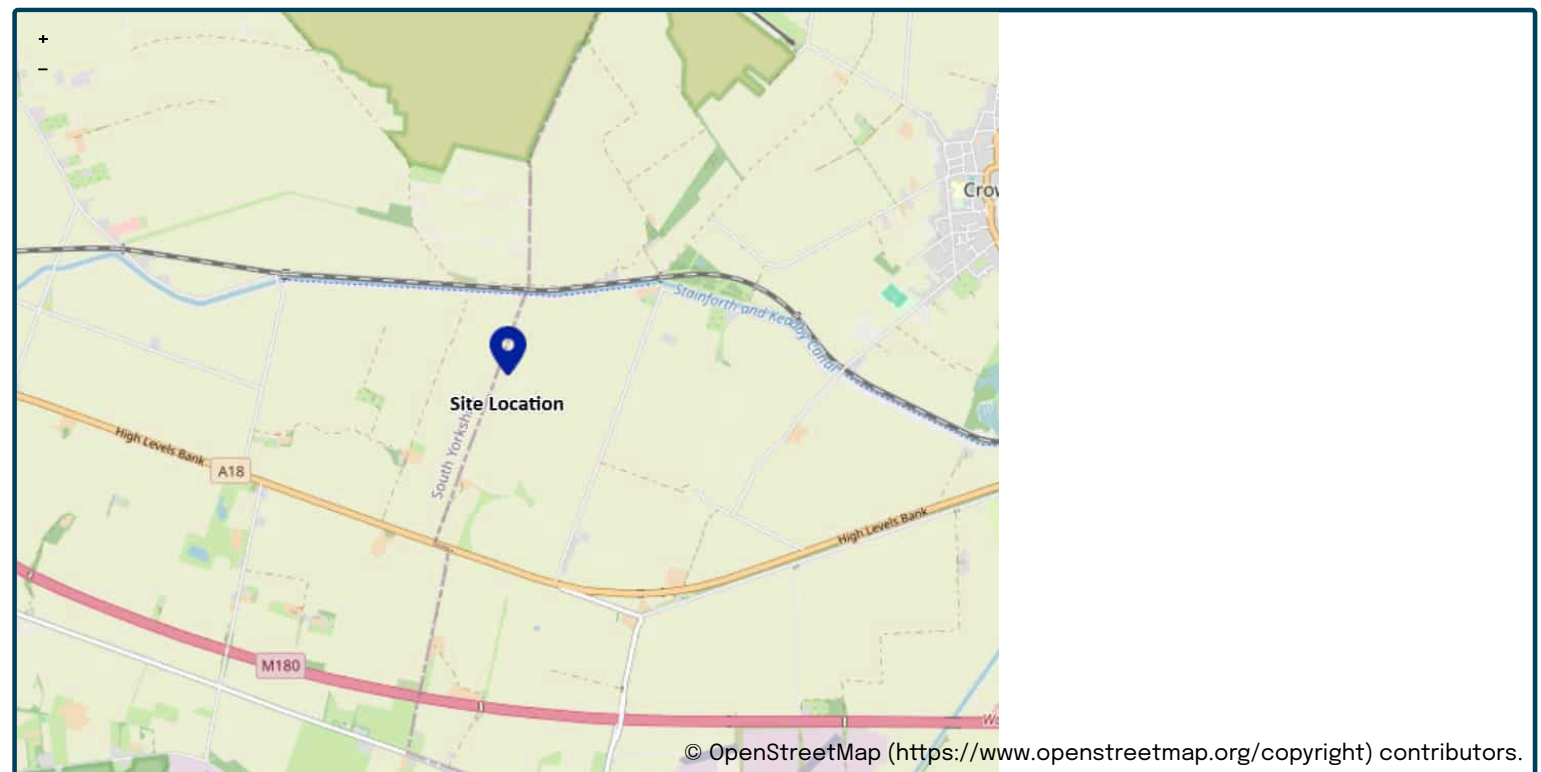 +
−
Cro
Stainforth and Keadby Canal
Site Location
South Yorksh
High Levels Bank
A18
High Levels Bank
M180
© OpenStreetMap (https://www.openstreetmap.org/copyright) contributors.